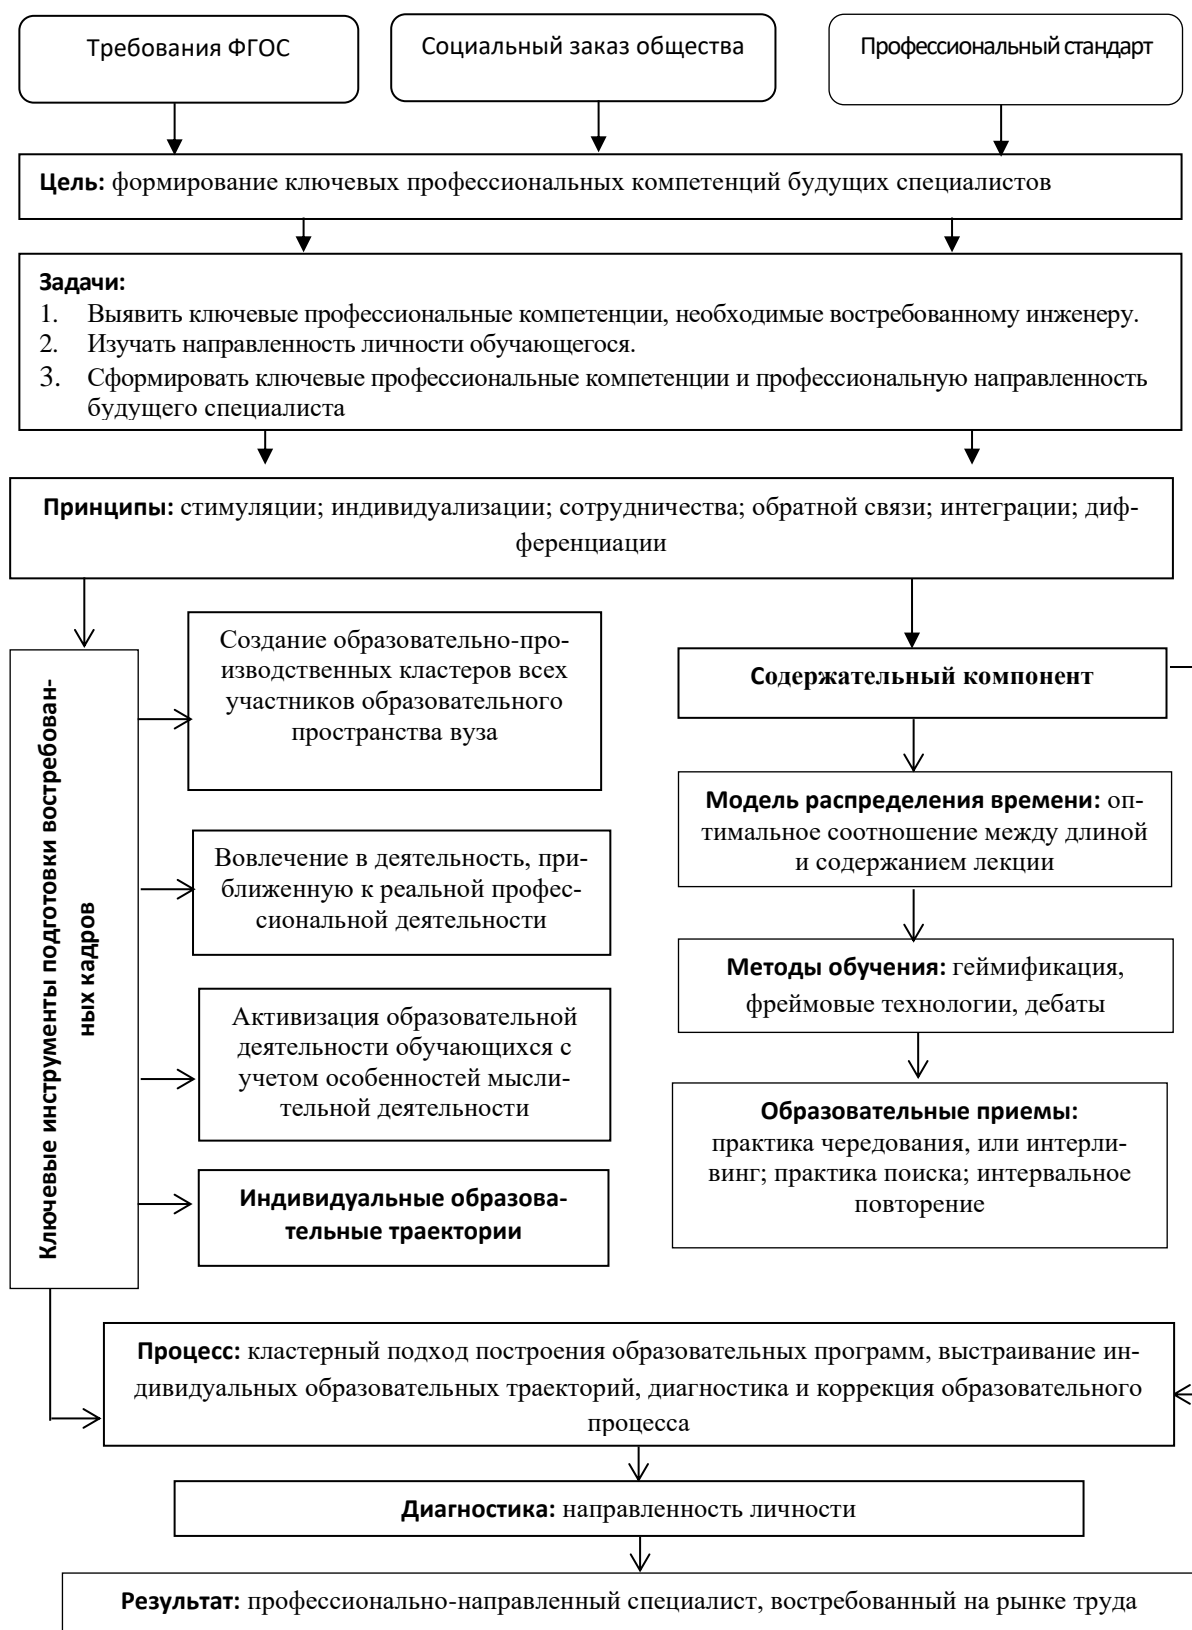 Требования ФГОС
Социальный заказ общества
Профессиональный стандарт
Цель: формирование ключевых профессиональных компетенций будущих специалистов
Задачи:
1. Выявить ключевые профессиональные компетенции, необходимые востребованному инженеру.
2. Изучать направленность личности обучающегося.
3. Сформировать ключевые профессиональные компетенции и профессиональную направленность
будущего специалиста
Принципы: стимуляции; индивидуализации; сотрудничества; обратной связи; интеграции; диф-
ференциации
Ключевые инструменты подготовки востребован-
ных кадров
Создание образовательно-про-
изводственных кластеров всех
участников образовательного
пространства вуза
Вовлечение в деятельность, при-
ближенную к реальной профес-
сиональной деятельности
Активизация образовательной
деятельности обучающихся с
учетом особенностей мысли-
тельной деятельности
Индивидуальные образова-
тельные траектории
Содержательный компонент
Модель распределения времени: оп-
тимальное соотношение между длиной
и содержанием лекции
Методы обучения: геймификация,
фреймовые технологии, дебаты
Образовательные приемы:
практика чередования, или интерли-
винг; практика поиска; интервальное
повторение
Процесс: кластерный подход построения образовательных программ, выстраивание ин-
дивидуальных образовательных траекторий, диагностика и коррекция образовательного
процесса
Диагностика: направленность личности
Результат: профессионально-направленный специалист, востребованный на рынке труда